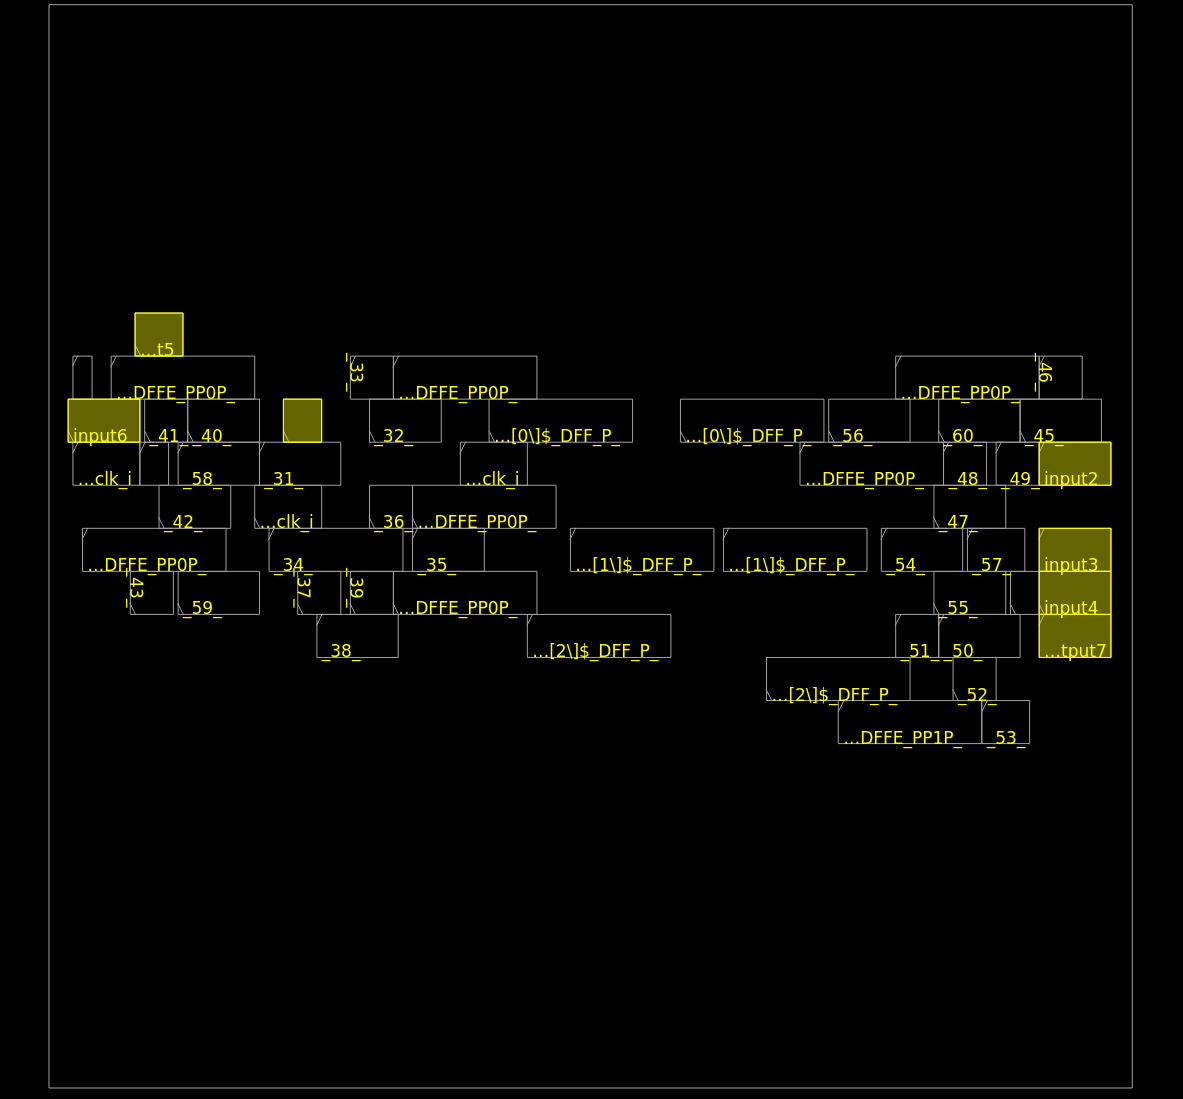 ...t5
...DFFE_PP0P_
_33_
...DFFE_PP0P_
...DFFE_PP0P_
_46_
input6
_41_
_40_
_32_
...[0\]$_DFF_P_
...[0\]$_DFF_P_
_56_
_60_
_45_
...clk_i
_58_
_31_
...clk_i
...DFFE_PP0P_
_48_
_49_
input2
_42_
...clk_i
_36_
...DFFE_PP0P_
_47_
...DFFE_PP0P_
_34_
_35_
...[1\]$_DFF_P_
...[1\]$_DFF_P_
_54_
_57_
input3
_43_
_59_
_37_
_39_
...DFFE_PP0P_
_55_
input4
_38_
...[2\]$_DFF_P_
_51_
_50_
...tput7
...[2\]$_DFF_P_
_52_
...DFFE_PP1P_
_53_